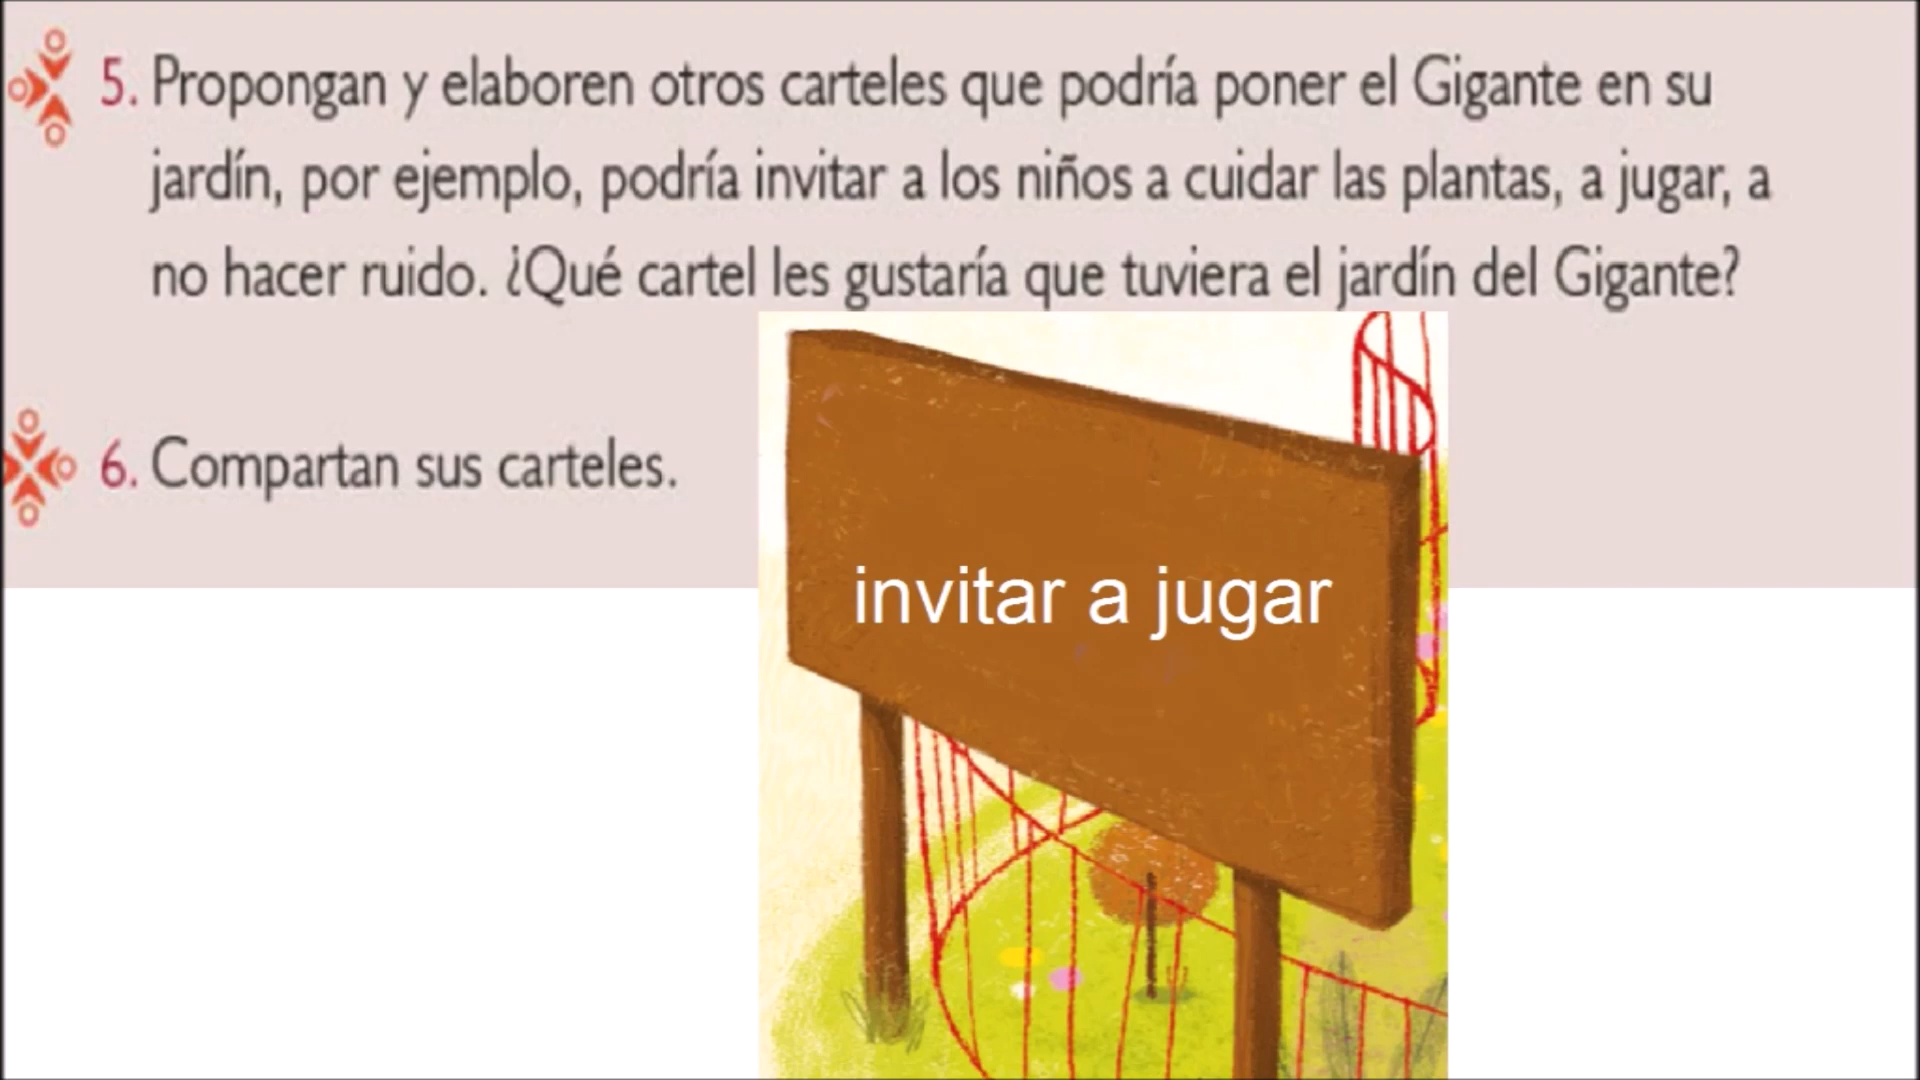 5. Propongan y elaboren otros carteles que podría poner el Gigante en su
jardín, por ejemplo, podría invitar a los niños a cuidar las plantas, a jugar, a
no hacer ruido. ¿Qué cartel les gustaría que tuviera el jardín del Gigante?
6. Compartan sus carteles.
invitar a jugar